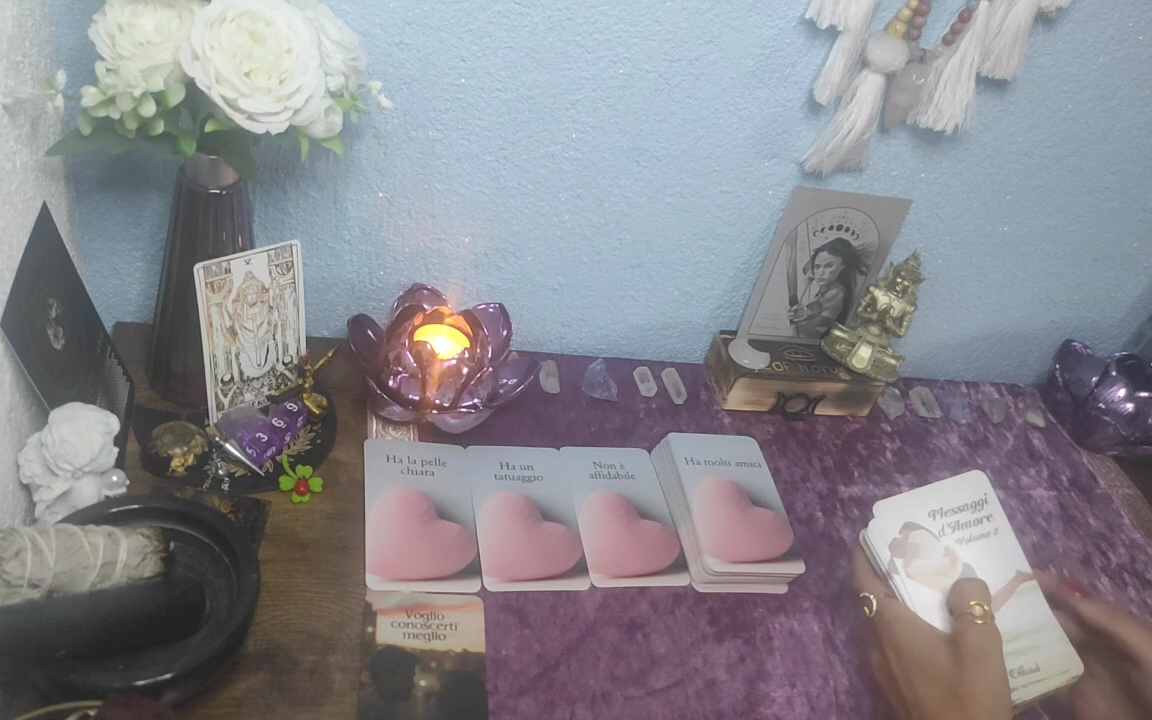 V
Ha la pelle
chiara
Ha un
tatuaggio
Non è
affidabile
Ha molti amici
Messaggi
d'Amore
Volume 2
Voglio
conoscerti
meglio